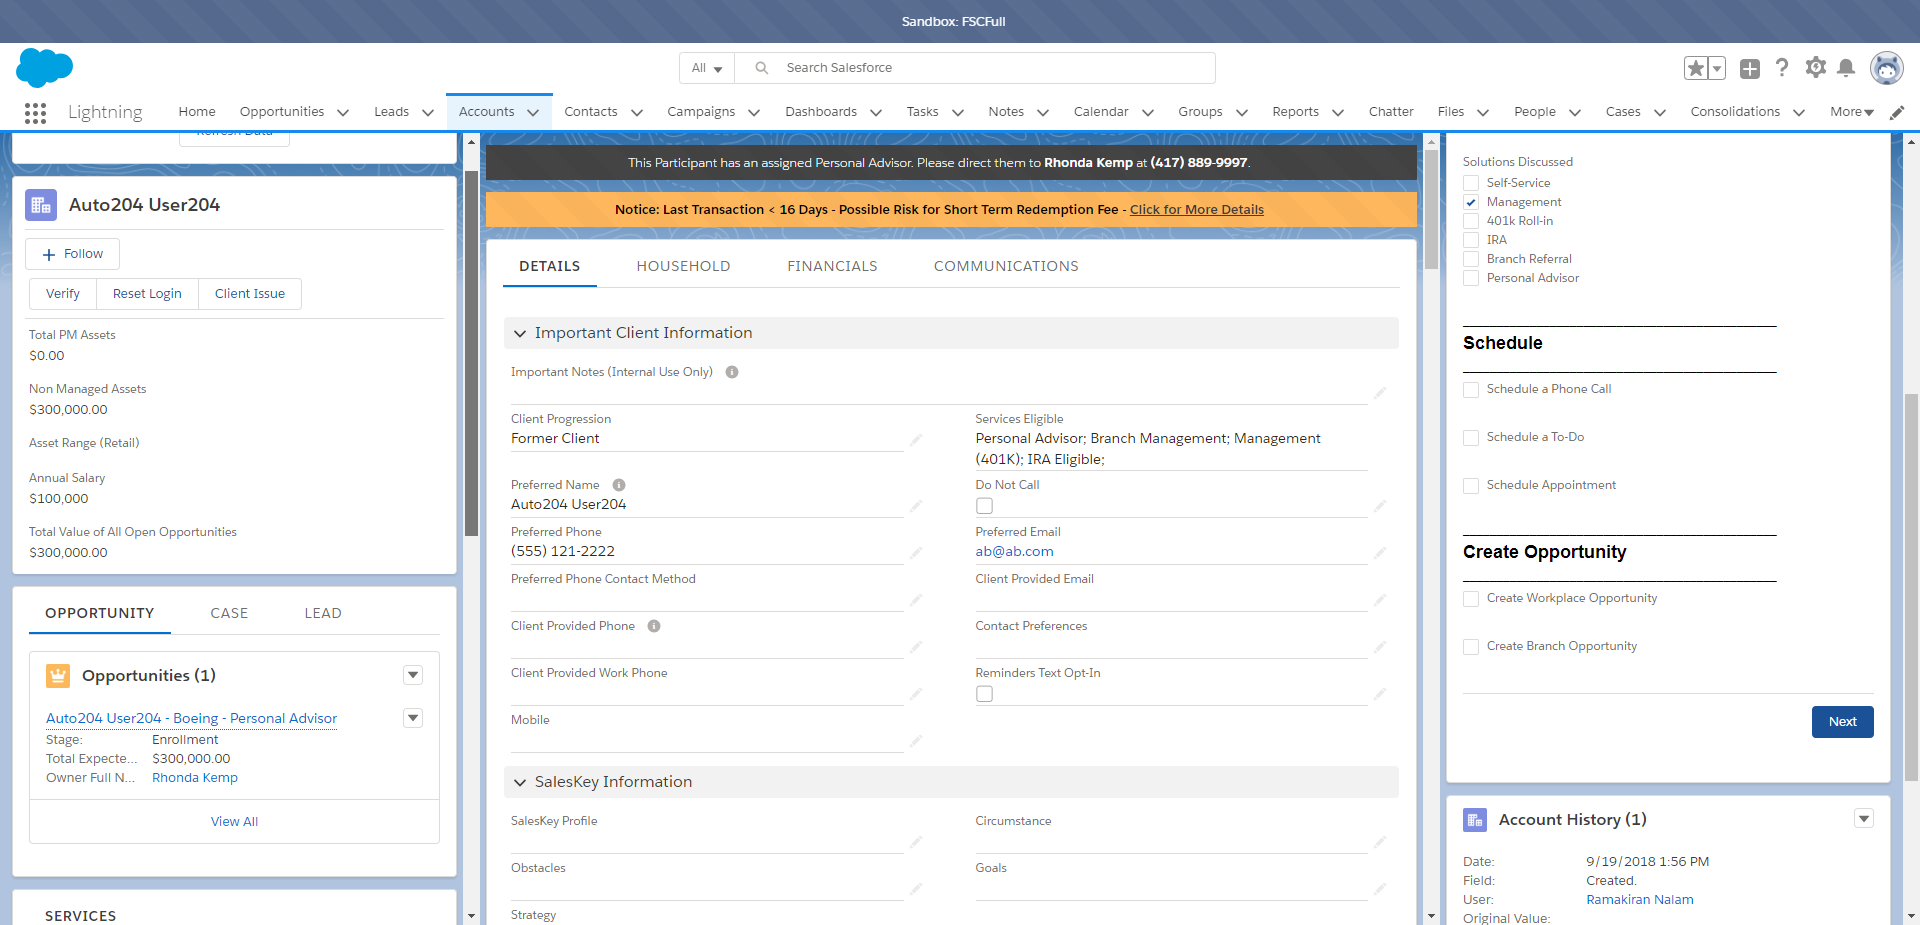 Sandbox: FSCFull
All
Search Salesforce
Lightning
Home
Opportunities
Leads
Accounts
Contacts
Campaigns
Dashboards
Tasks
Notes
Calendar
Groups
Reports
Chatter
Files
People
Cases
Consolidations
More
Refresh Data
Auto204 User204
Follow
Verify
Reset Login
Client Issue
Total PM Assets
$0.00
Non Managed Assets
$300,000.00
Asset Range (Retail)
Annual Salary
$100,000
Total Value of All Open Opportunities
$300,000.00
OPPORTUNITY
CASE
LEAD
Opportunities (1)
Auto204 User204 - Boeing - Personal Advisor
Stage: Enrollment
Total Expecte... $300,000.00
Owner Full N... Rhonda Kemp
View All
SERVICES
This Participant has an assigned Personal Advisor. Please direct them to Rhonda Kemp at (417) 889-9997.
Notice: Last Transaction < 16 Days - Possible Risk for Short Term Redemption Fee - Click for More Details
DETAILS
HOUSEHOLD
FINANCIALS
COMMUNICATIONS
Important Client Information
Important Notes (Internal Use Only)
Client Progression
Former Client
Services Eligible
Personal Advisor; Branch Management; Management
(401K); IRA Eligible;
Preferred Name
Auto204 User204
Do Not Call
Preferred Phone
(555) 121-2222
Preferred Email
ab@ab.com
Preferred Phone Contact Method
Client Provided Email
Client Provided Phone
Contact Preferences
Client Provided Work Phone
Reminders Text Opt-In
Mobile
SalesKey Information
SalesKey Profile
Circumstance
Obstacles
Goals
Strategy
Solutions Discussed
Self-Service
Management
401k Roll-in
IRA
Branch Referral
Personal Advisor
Schedule
Schedule a Phone Call
Schedule a To-Do
Schedule Appointment
Create Opportunity
Create Workplace Opportunity
Create Branch Opportunity
Next
Account History (1)
Date: 9/19/2018 1:56 PM
Field: Created.
User: Ramakiran Nalam
Original Value: